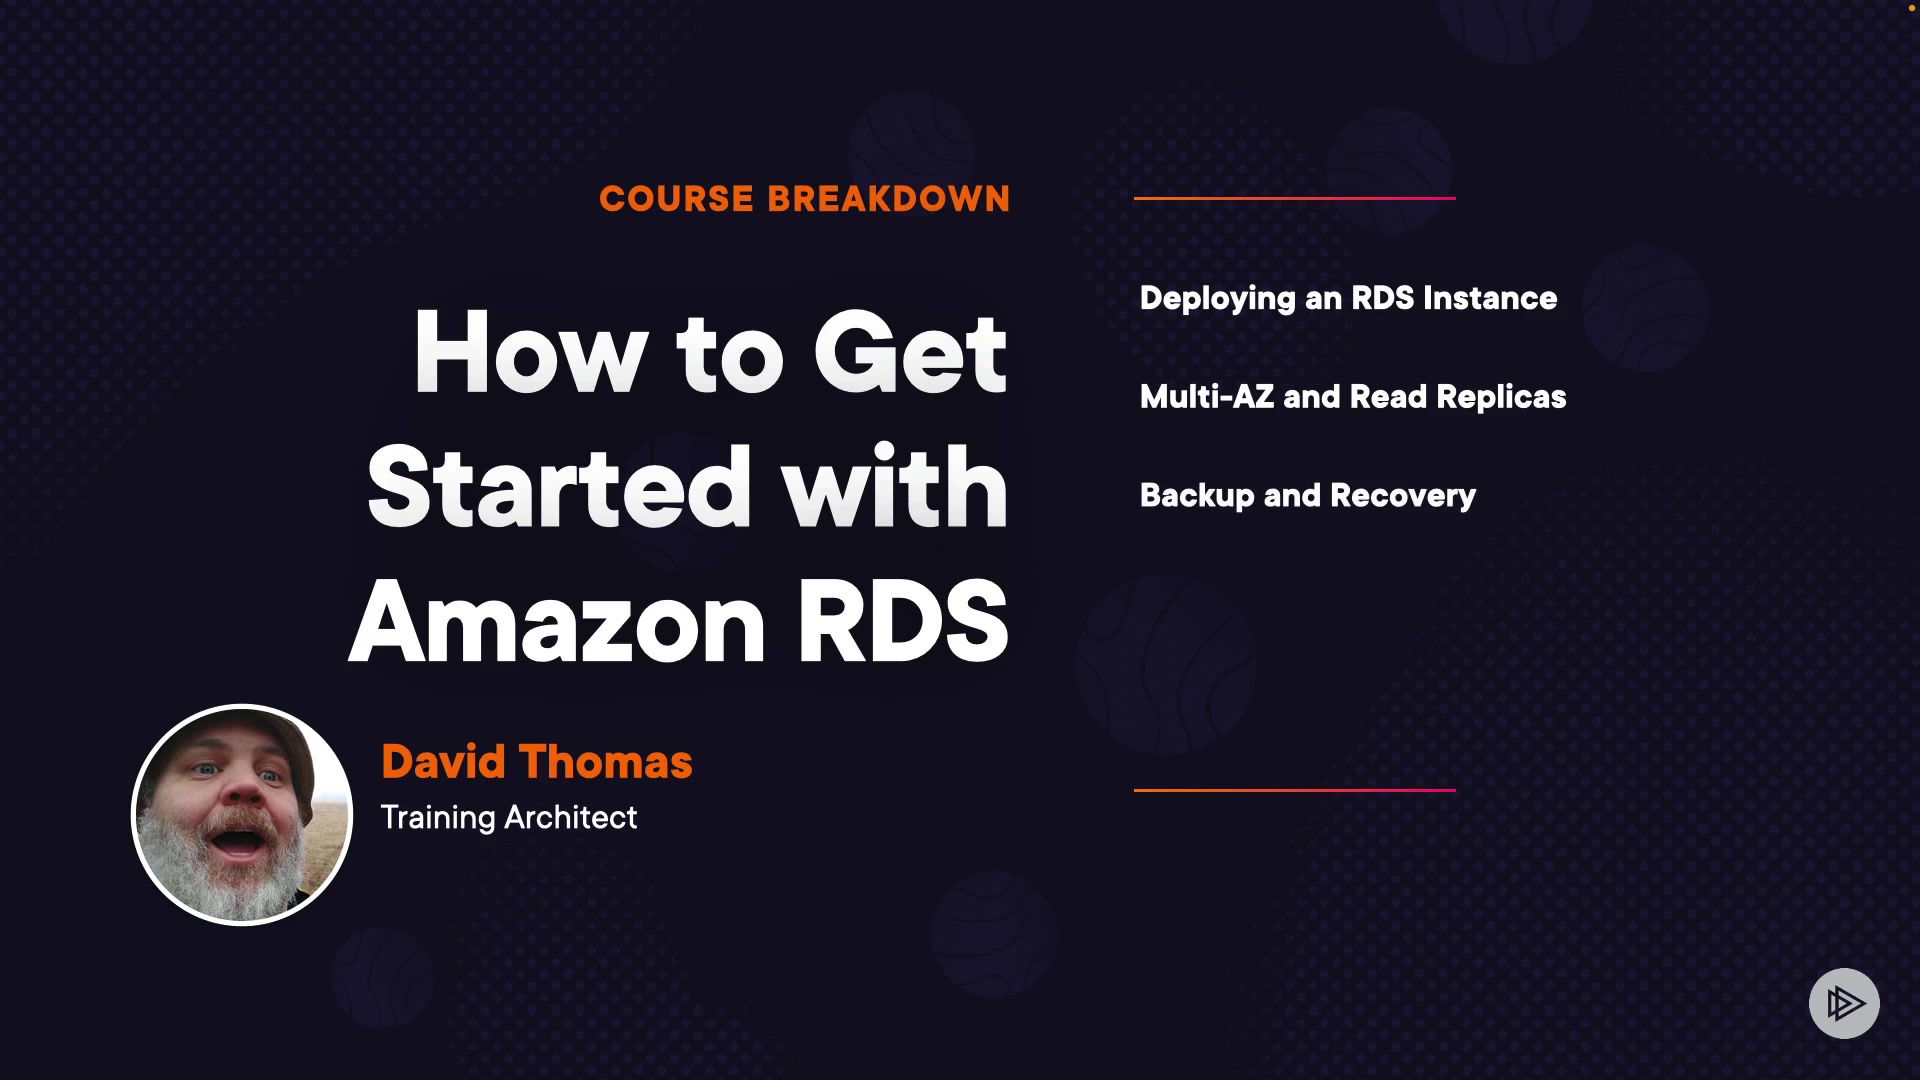 COURSE BREAKDOWN
How to Get
Started with
Amazon RDS
David Thomas
Training Architect
Deploying an RDS Instance
Multi-AZ and Read Replicas
Backup and Recovery